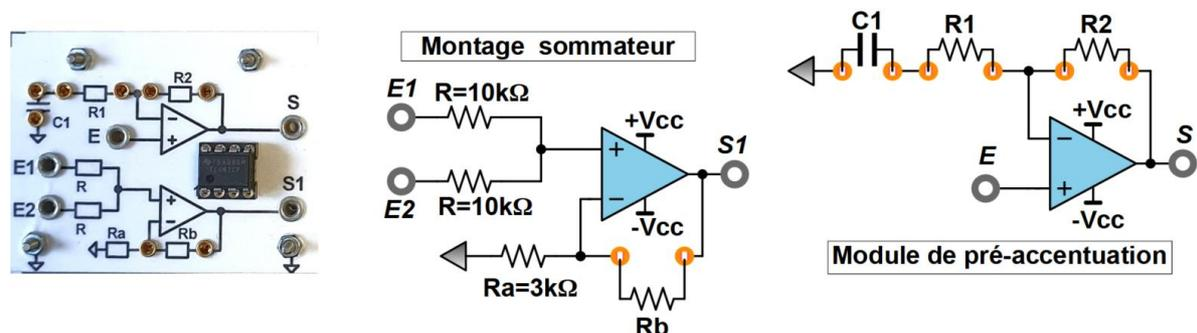 R2
R1
C1
E
S
E1
R
E2
R
S1
Ra
Rb
Montage sommateur
E1
R=10kΩ
E2
R=10kΩ
+Vcc
-Vcc
S1
Ra=3kΩ
Rb
C1
R1
R2
+Vcc
E
S
-Vcc
Module de pré-accentuation